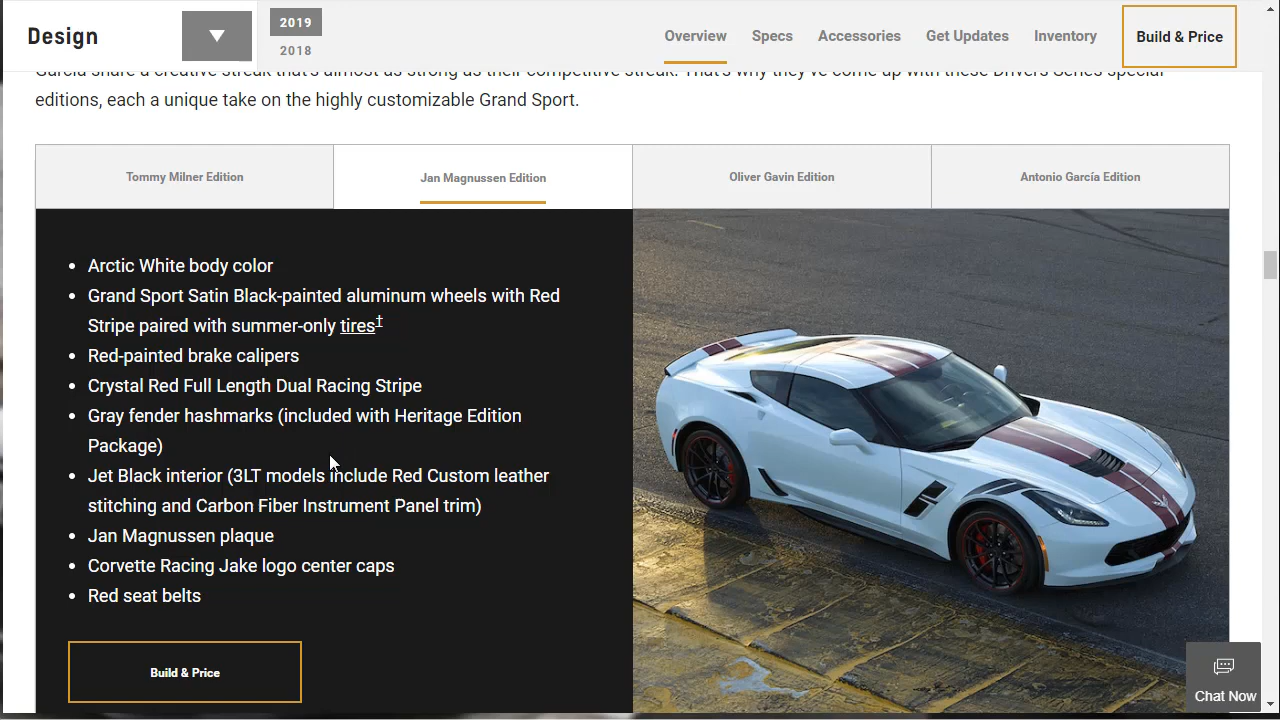 Design
2019
2018
Overview
Specs
Accessories
Get Updates
Inventory
Build & Price
García share a creative streak that's almost as strong as their competitive streak. That's why they've come up with these Drivers Series special
editions, each a unique take on the highly customizable Grand Sport.
Tommy Milner Edition
Jan Magnussen Edition
Oliver Gavin Edition
Antonio García Edition
• Arctic White body color
• Grand Sport Satin Black-painted aluminum wheels with Red
Stripe paired with summer-only tires†
• Red-painted brake calipers
• Crystal Red Full Length Dual Racing Stripe
• Gray fender hashmarks (included with Heritage Edition
Package)
• Jet Black interior (3LT models include Red Custom leather
stitching and Carbon Fiber Instrument Panel trim)
• Jan Magnussen plaque
• Corvette Racing Jake logo center caps
• Red seat belts
Build & Price
Chat Now